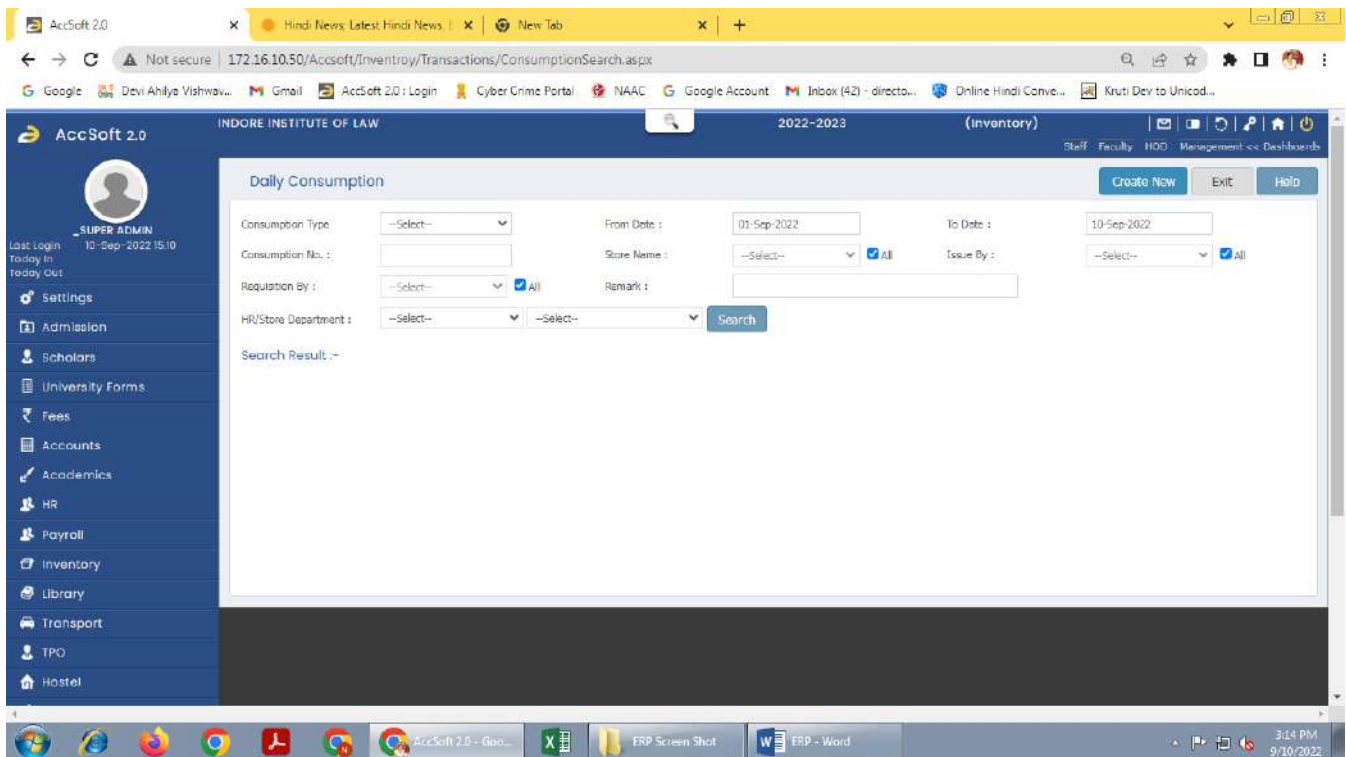 AccSoft 2.0
Hindi News; Latest Hindi News,
New Tab
Not secure 172.16.10.50/Accsoft/Inventroy/Transactions/ConsumptionSearch.aspx
Google Devi Ahilya Vishwav... Gmail AccSoft 2.0 : Login Cyber Crime Portal NAAC Google Account Inbox (42) - directo... Online Hindi Conve... Kruti Dev to Unicod...
AccSoft 2.0 INDORE INSTITUTE OF LAW 2022-2023 (Inventory)
Staff Faculty HOD Management << Dashboards
Daily Consumption Create New Exit Help
_SUPER ADMIN
Last Login 10-Sep-2022 15:10
Today In
Today Out
Consumption Type --Select-- From Date : 01-Sep-2022 To Date : 10-Sep-2022
Consumption No. : Store Name : --Select-- All Issue By : --Select-- All
Requisition By : --Select-- All Remark :
HR/Store Department : --Select-- --Select-- Search
Search Result :-
Settings
Admission
Scholars
University Forms
Fees
Accounts
Academics
HR
Payroll
Inventory
Library
Transport
TPO
Hostel
AccSoft 2.0 - Goo... ERP Screen Shot ERP - Word 3:14 PM
9/10/2022